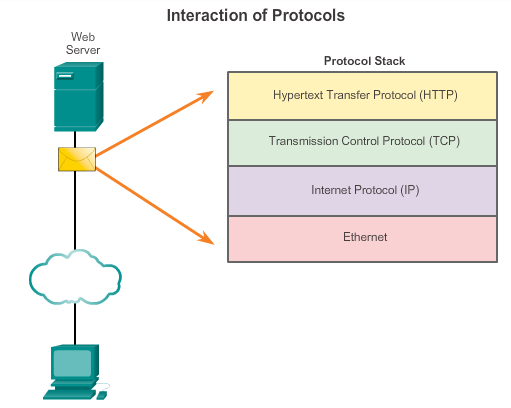 Interaction of Protocols
Web
Server
Protocol Stack
Hypertext Transfer Protocol (HTTP)
Transmission Control Protocol (TCP)
Internet Protocol (IP)
Ethernet